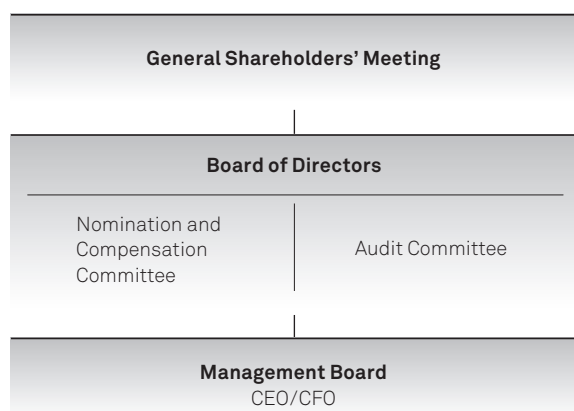 General Shareholders’ Meeting
Board of Directors
Nomination and
Compensation
Committee
Audit Committee
Management Board
CEO/CFO